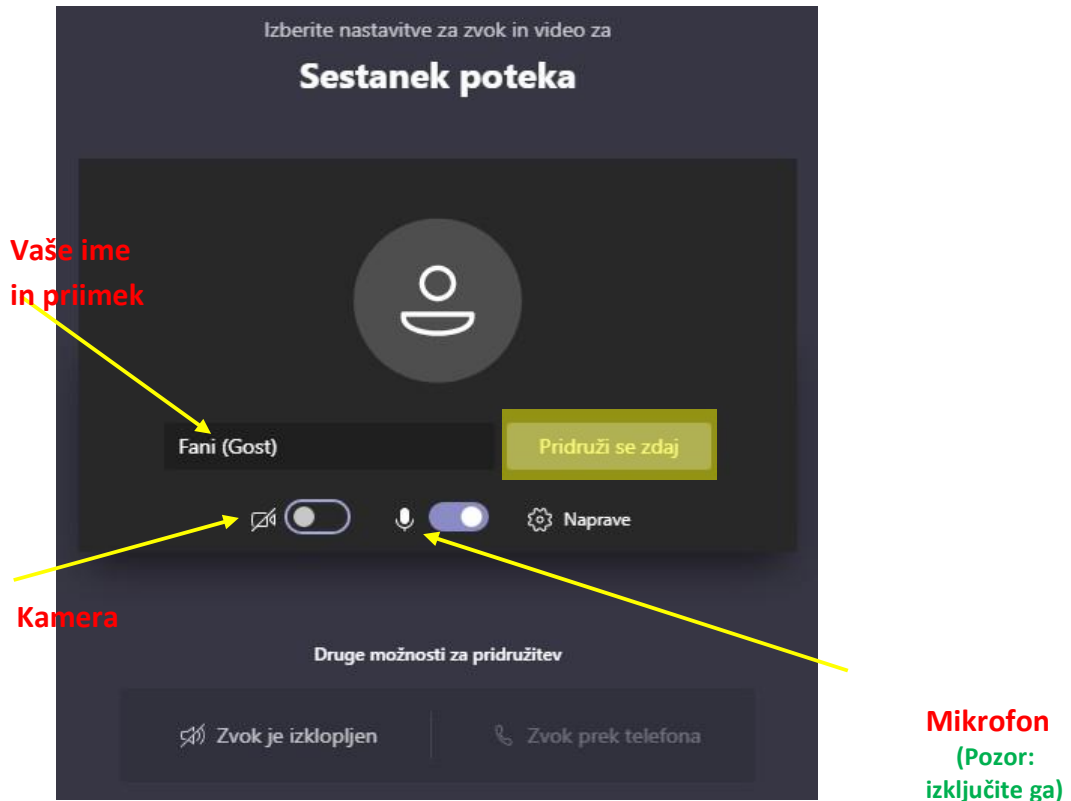 Izberite nastavitve za zvok in video za
Sestanek poteka
Vaše ime
in priimek
Fani (Gost)
Pridruži se zdaj
Naprave
Kamera
Druge možnosti za pridružitev
Zvok je izklopljen
Zvok prek telefona
Mikrofon
(Pozor:
izključite ga)